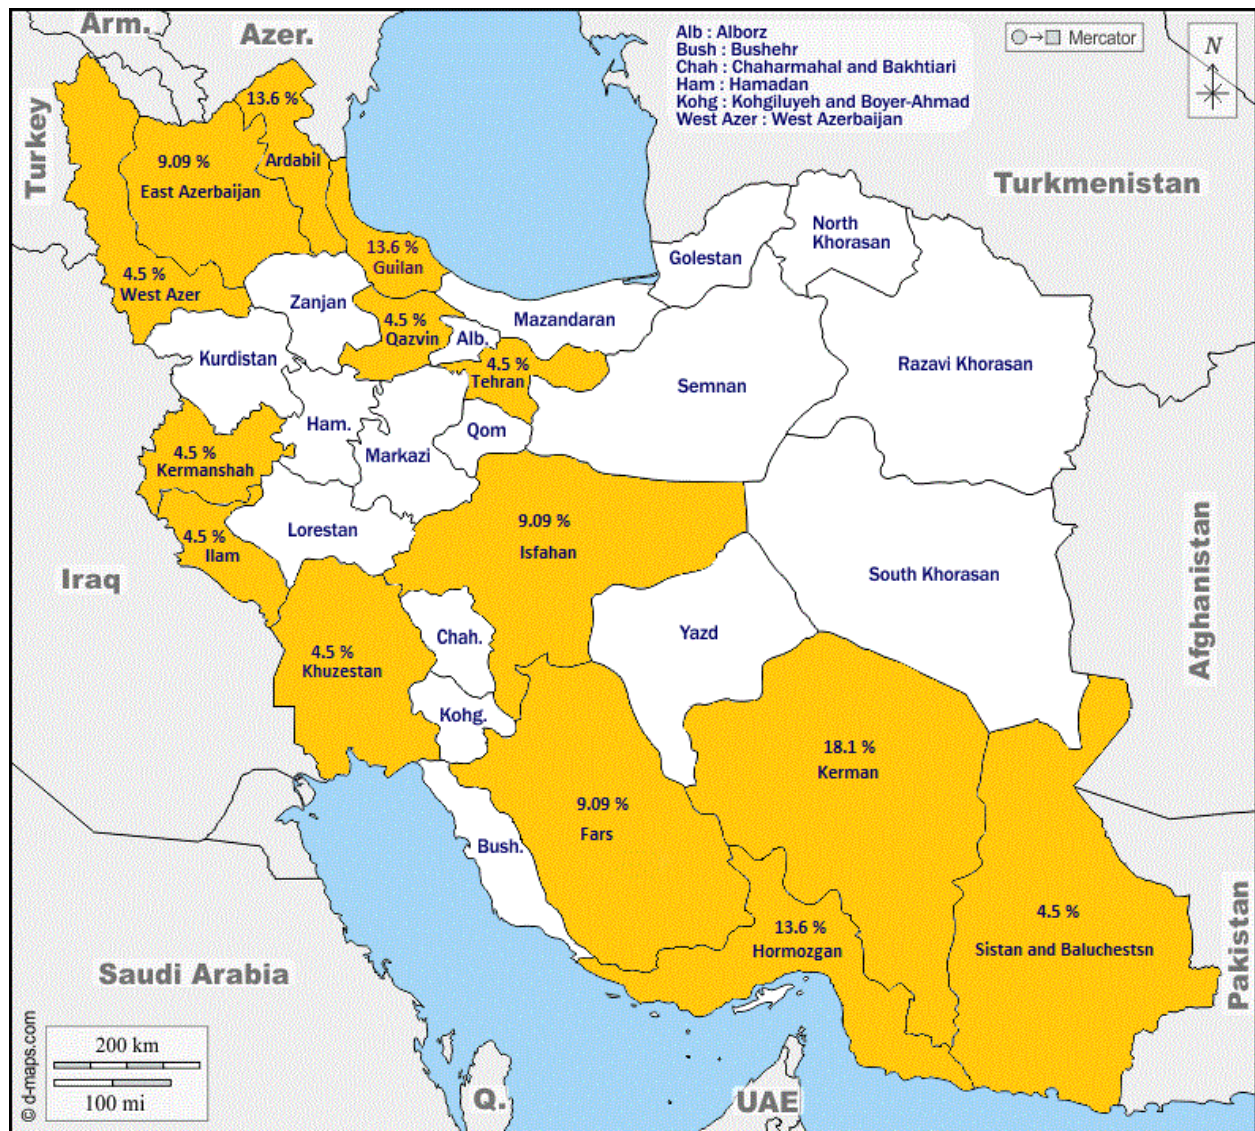 Arm.
Azer.
Alb : Alborz
Bush : Bushehr
Chah : Chaharmahal and Bakhtiari
Ham : Hamadan
Kohg : Kohgiluyeh and Boyer-Ahmad
West Azer : West Azerbaijan
Mercator
N
Turkey
13.6 %
Ardabil
9.09 %
East Azerbaijan
Turkmenistan
North
Khorasan
Golestan
13.6 %
Guilan
4.5 %
West Azer
Zanjan
4.5 %
Qazvin
Mazandaran
Alb.
Kurdistan
4.5 %
Tehran
Semnan
Razavi Khorasan
Ham.
Markazi
Qom
4.5 %
Kermanshah
Lorestan
9.09 %
Isfahan
4.5 %
Ilam
Iraq
South Khorasan
Afghanistan
Chah.
Yazd
4.5 %
Khuzestan
Kohg.
18.1 %
Kerman
9.09 %
Fars
Bush.
4.5 %
Sistan and Baluchestsn
13.6 %
Hormozgan
Pakistan
Saudi Arabia
200 km
100 mi
© d-maps.com
Q.
UAE